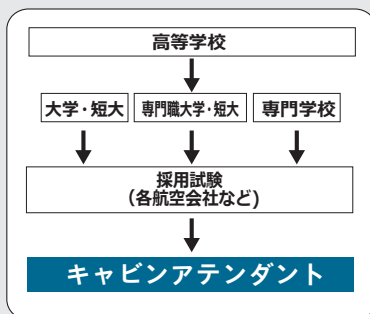 高等学校
大学・短大 専門職大学・短大 専門学校
採用試験
（各航空会社など）
キャビンアテンダント